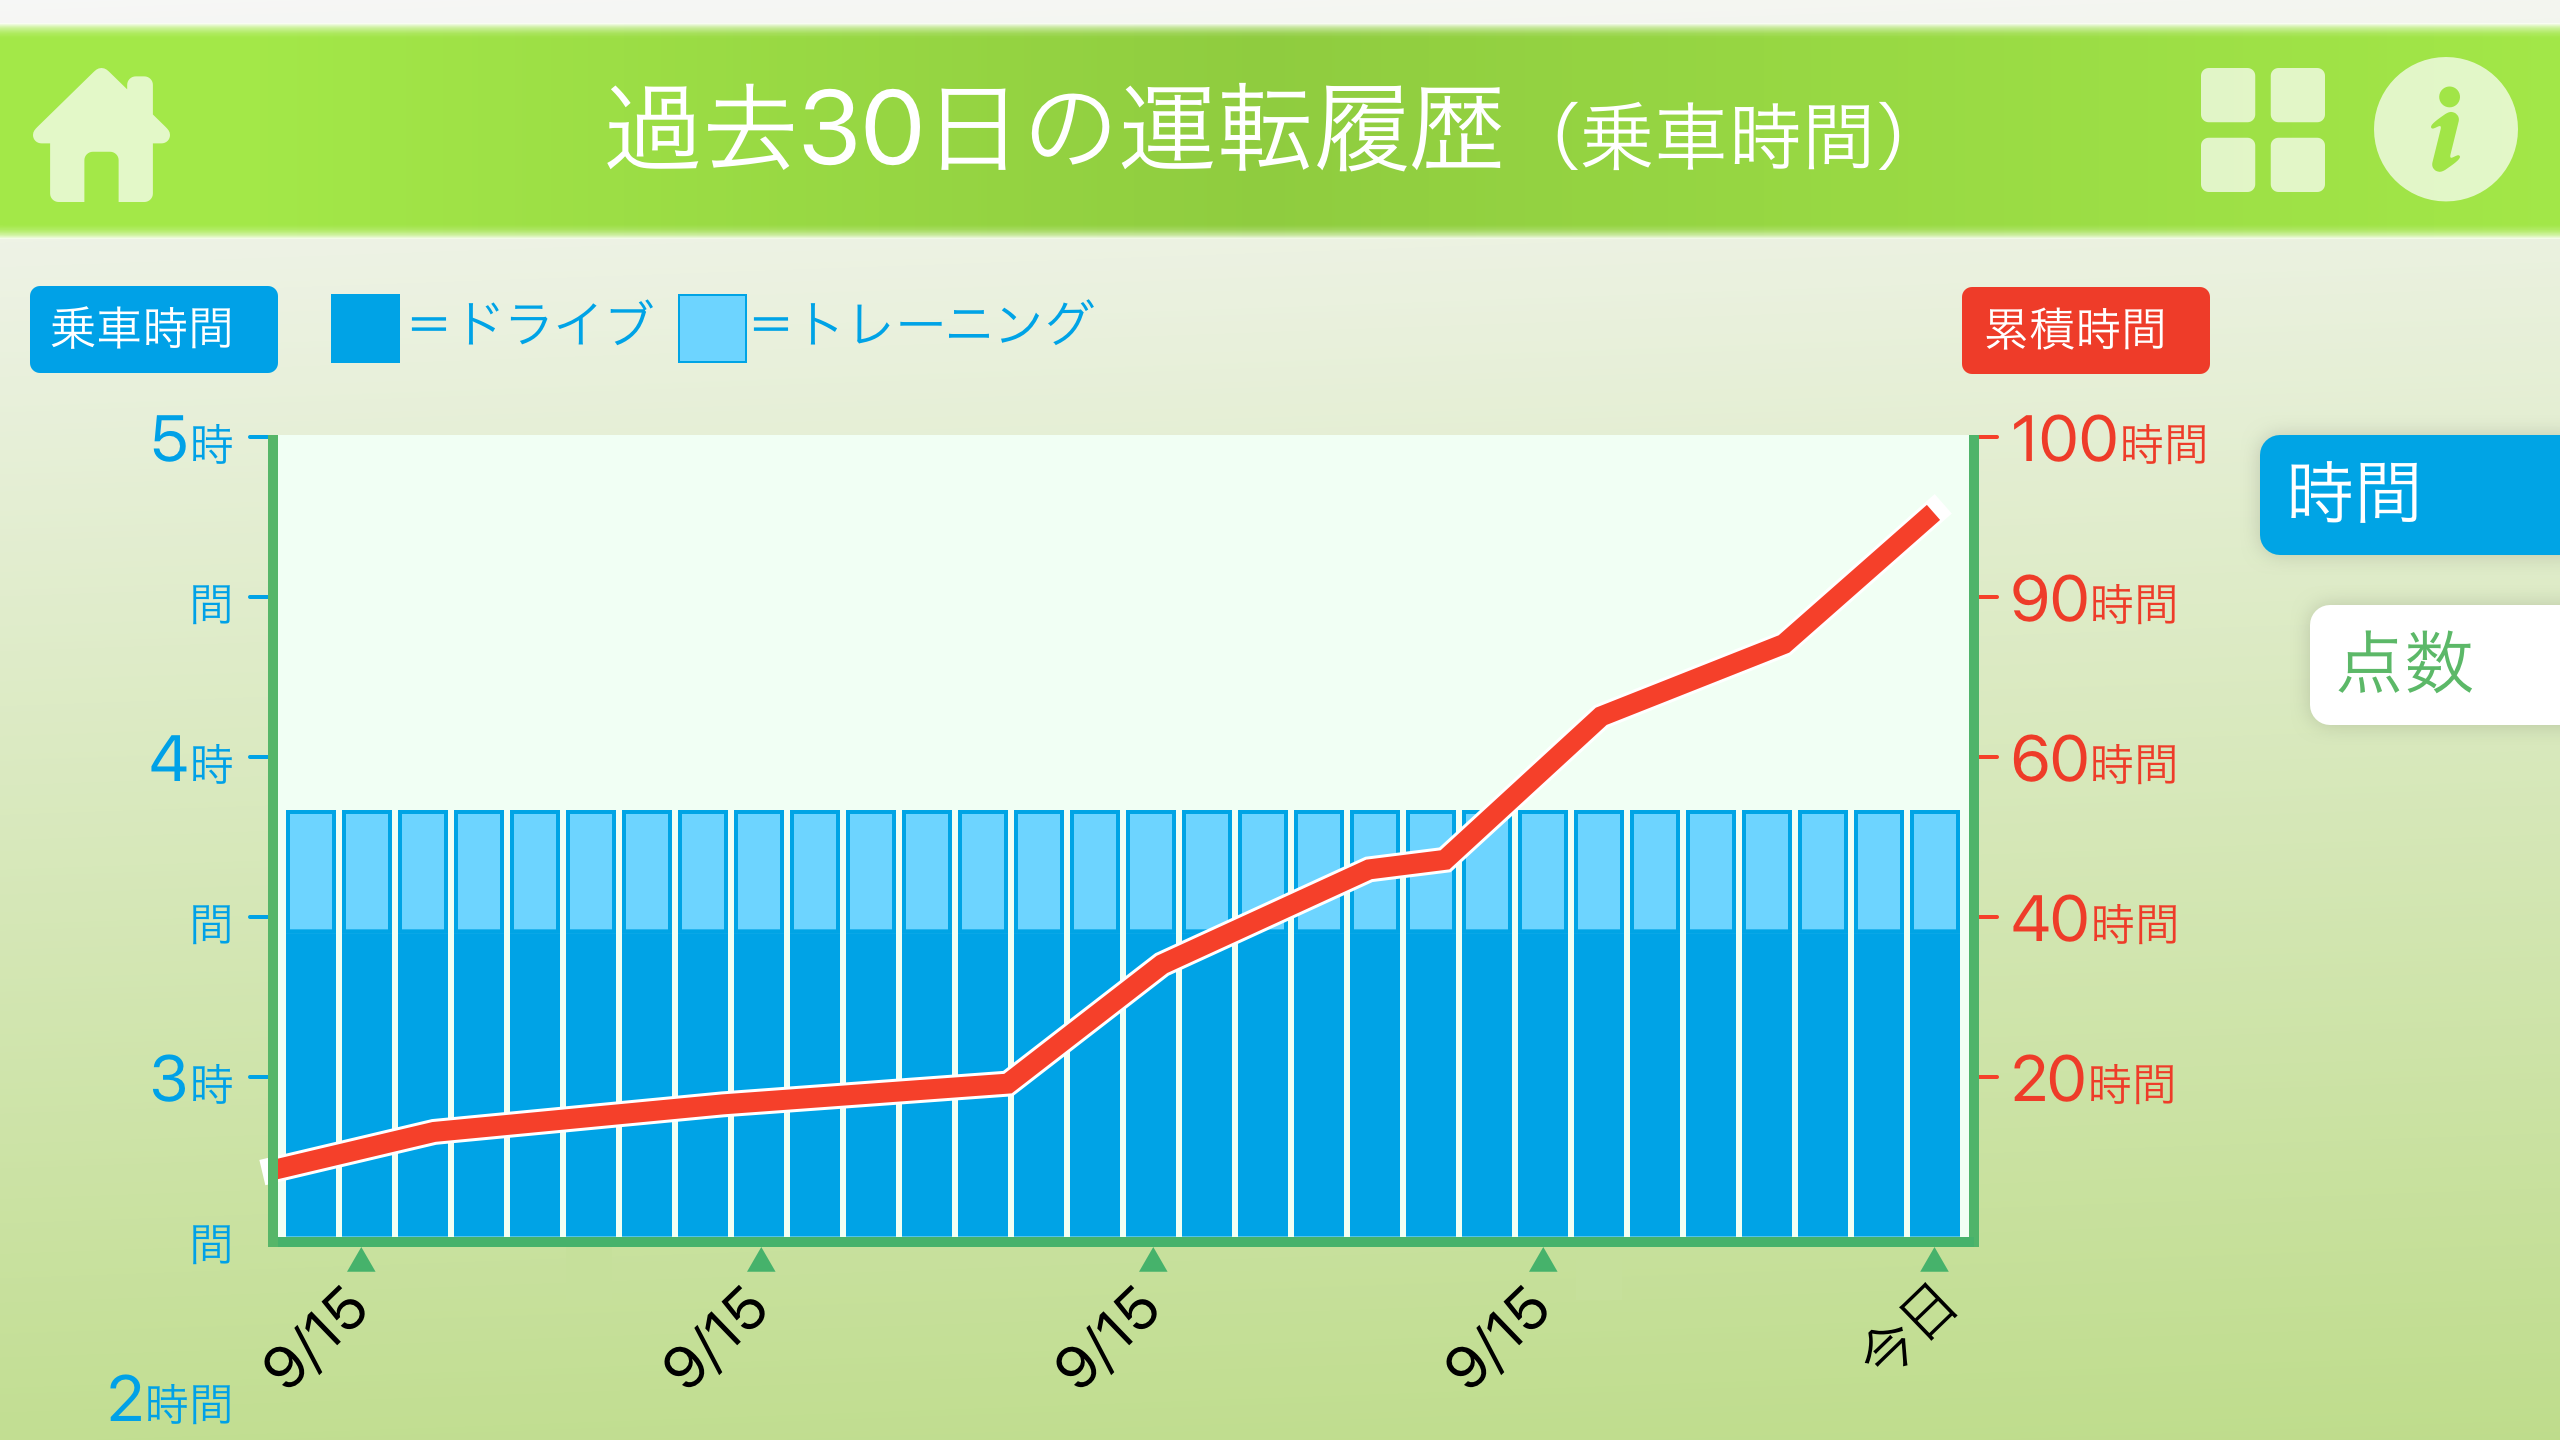 過去30日の運転履歴（乗車時間）
乗車時間
＝ドライブ
＝トレーニング
累積時間
5時
間
4時
間
3時
間
2時間
100時間
90時間
60時間
40時間
20時間
時間
点数
9/15
9/15
9/15
9/15
今日